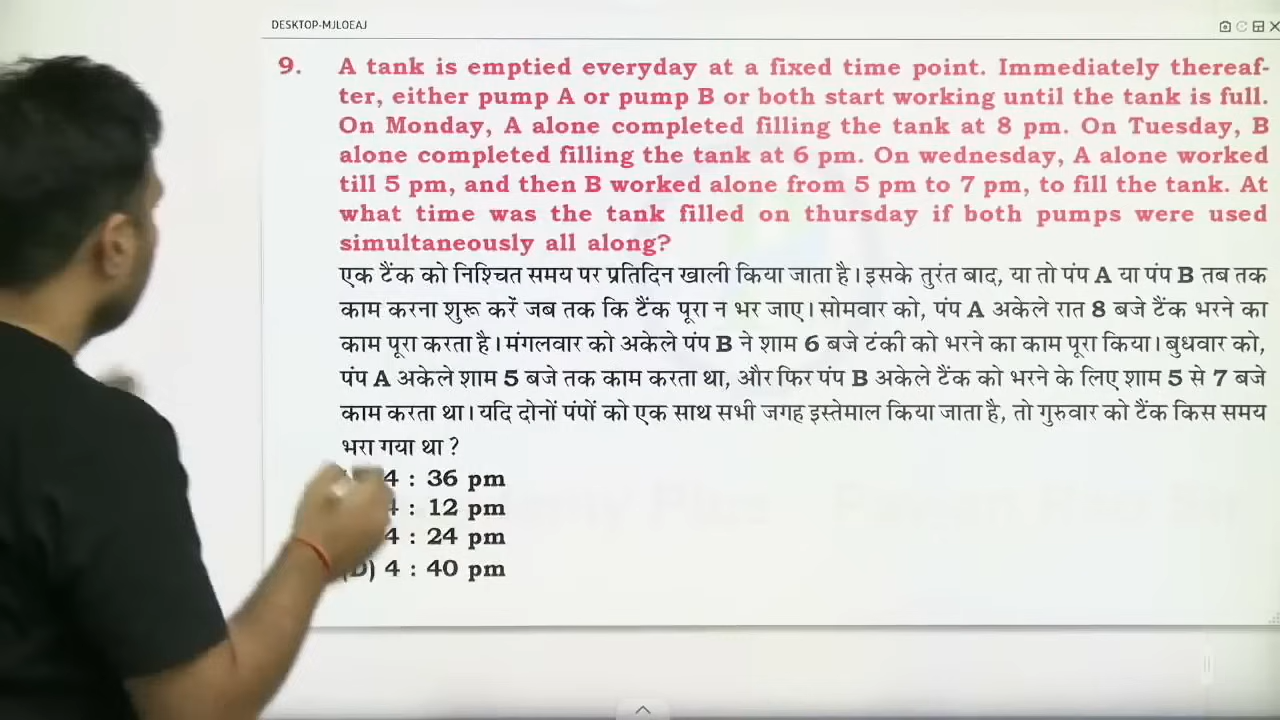 DESKTOP-MJLOEAJ
9. A tank is emptied everyday at a fixed time point. Immediately thereaf-
ter, either pump A or pump B or both start working until the tank is full.
On Monday, A alone completed filling the tank at 8 pm. On Tuesday, B
alone completed filling the tank at 6 pm. On wednesday, A alone worked
till 5 pm, and then B worked alone from 5 pm to 7 pm, to fill the tank. At
what time was the tank filled on thursday if both pumps were used
simultaneously all along?
एक टैंक को निश्चित समय पर प्रतिदिन खाली किया जाता है। इसके तुरंत बाद, या तो पंप A या पंप B तब तक
काम करना शुरू करें जब तक कि टैंक पूरा न भर जाए। सोमवार को, पंप A अकेले रात 8 बजे टैंक भरने का
काम पूरा करता है। मंगलवार को अकेले पंप B ने शाम 6 बजे टंकी को भरने का काम पूरा किया। बुधवार को,
पंप A अकेले शाम 5 बजे तक काम करता था, और फिर पंप B अकेले टैंक को भरने के लिए शाम 5 से 7 बजे
काम करता था। यदि दोनों पंपों को एक साथ सभी जगह इस्तेमाल किया जाता है, तो गुरुवार को टैंक किस समय
भरा गया था ?
4 : 36 pm
4 : 12 pm
4 : 24 pm
(D) 4 : 40 pm